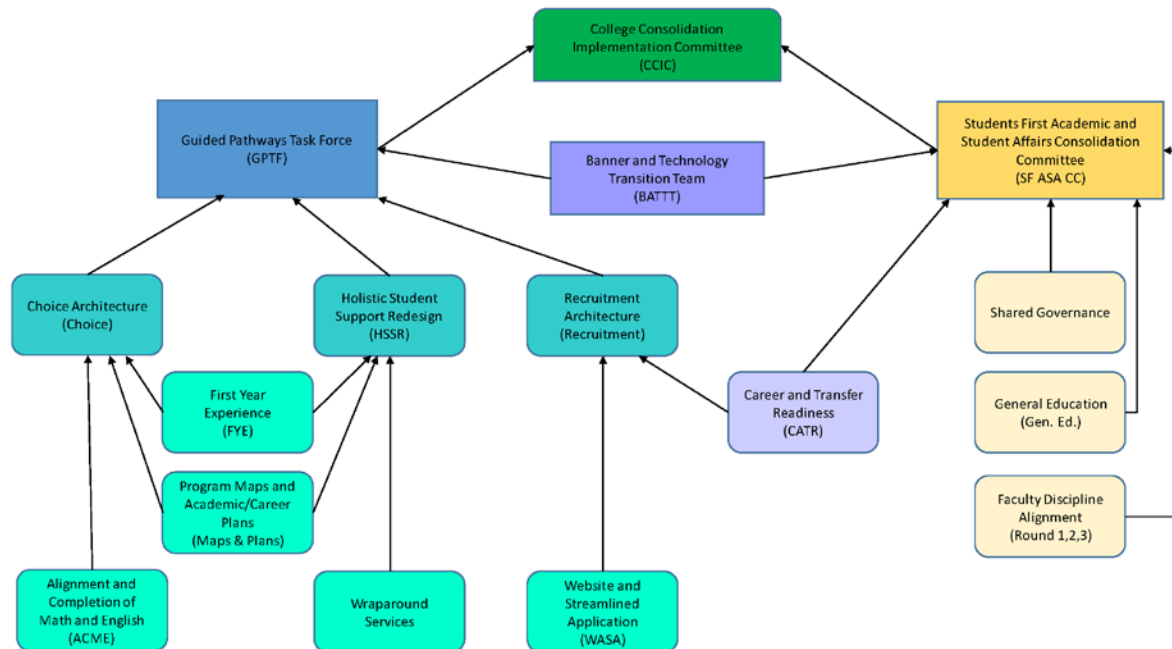 College Consolidation
Implementation Committee
(CCIC)
Guided Pathways Task Force
(GPTF)
Banner and Technology
Transition Team
(BATTT)
Students First Academic and
Student Affairs Consolidation
Committee
(SF ASA CC)
Choice Architecture
(Choice)
Holistic Student
Support Redesign
(HSSR)
Recruitment
Architecture
(Recruitment)
Shared Governance
First Year
Experience
(FYE)
Career and Transfer
Readiness
(CATR)
General Education
(Gen. Ed.)
Program Maps and
Academic/Career
Plans
(Maps & Plans)
Faculty Discipline
Alignment
(Round 1,2,3)
Alignment and
Completion of
Math and English
(ACME)
Wraparound
Services
Website and
Streamlined
Application
(WASA)